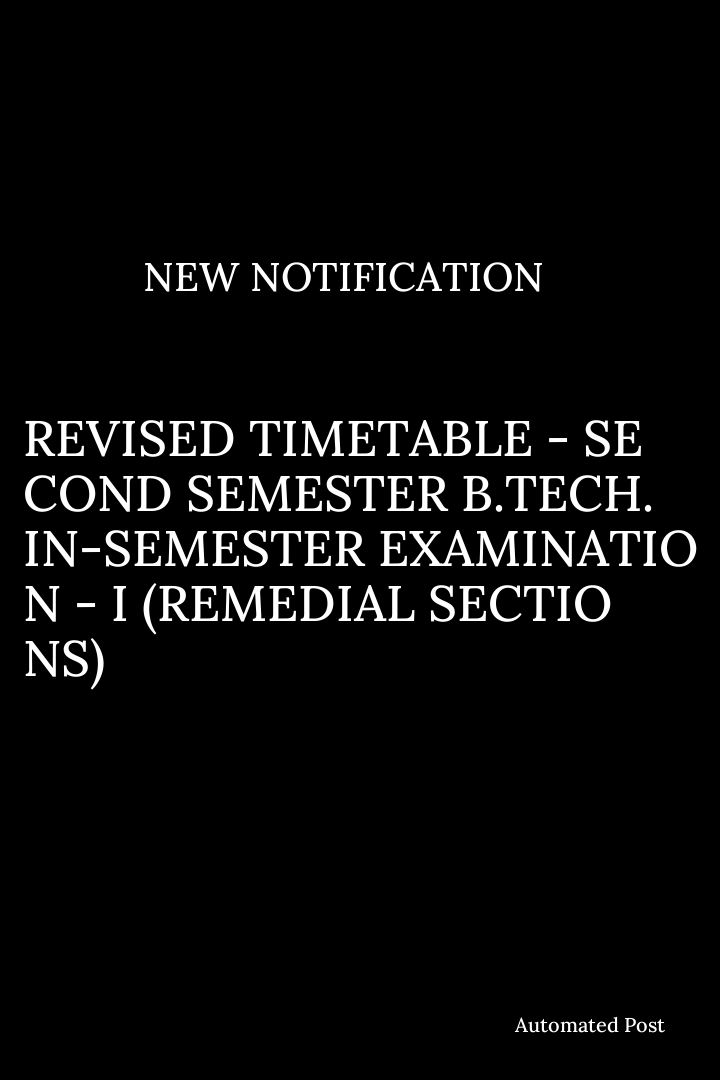 NEW NOTIFICATION
REVISED TIMETABLE - SE
COND SEMESTER B.TECH.
IN-SEMESTER EXAMINATIO
N - I (REMEDIAL SECTIO
NS)
Automated Post